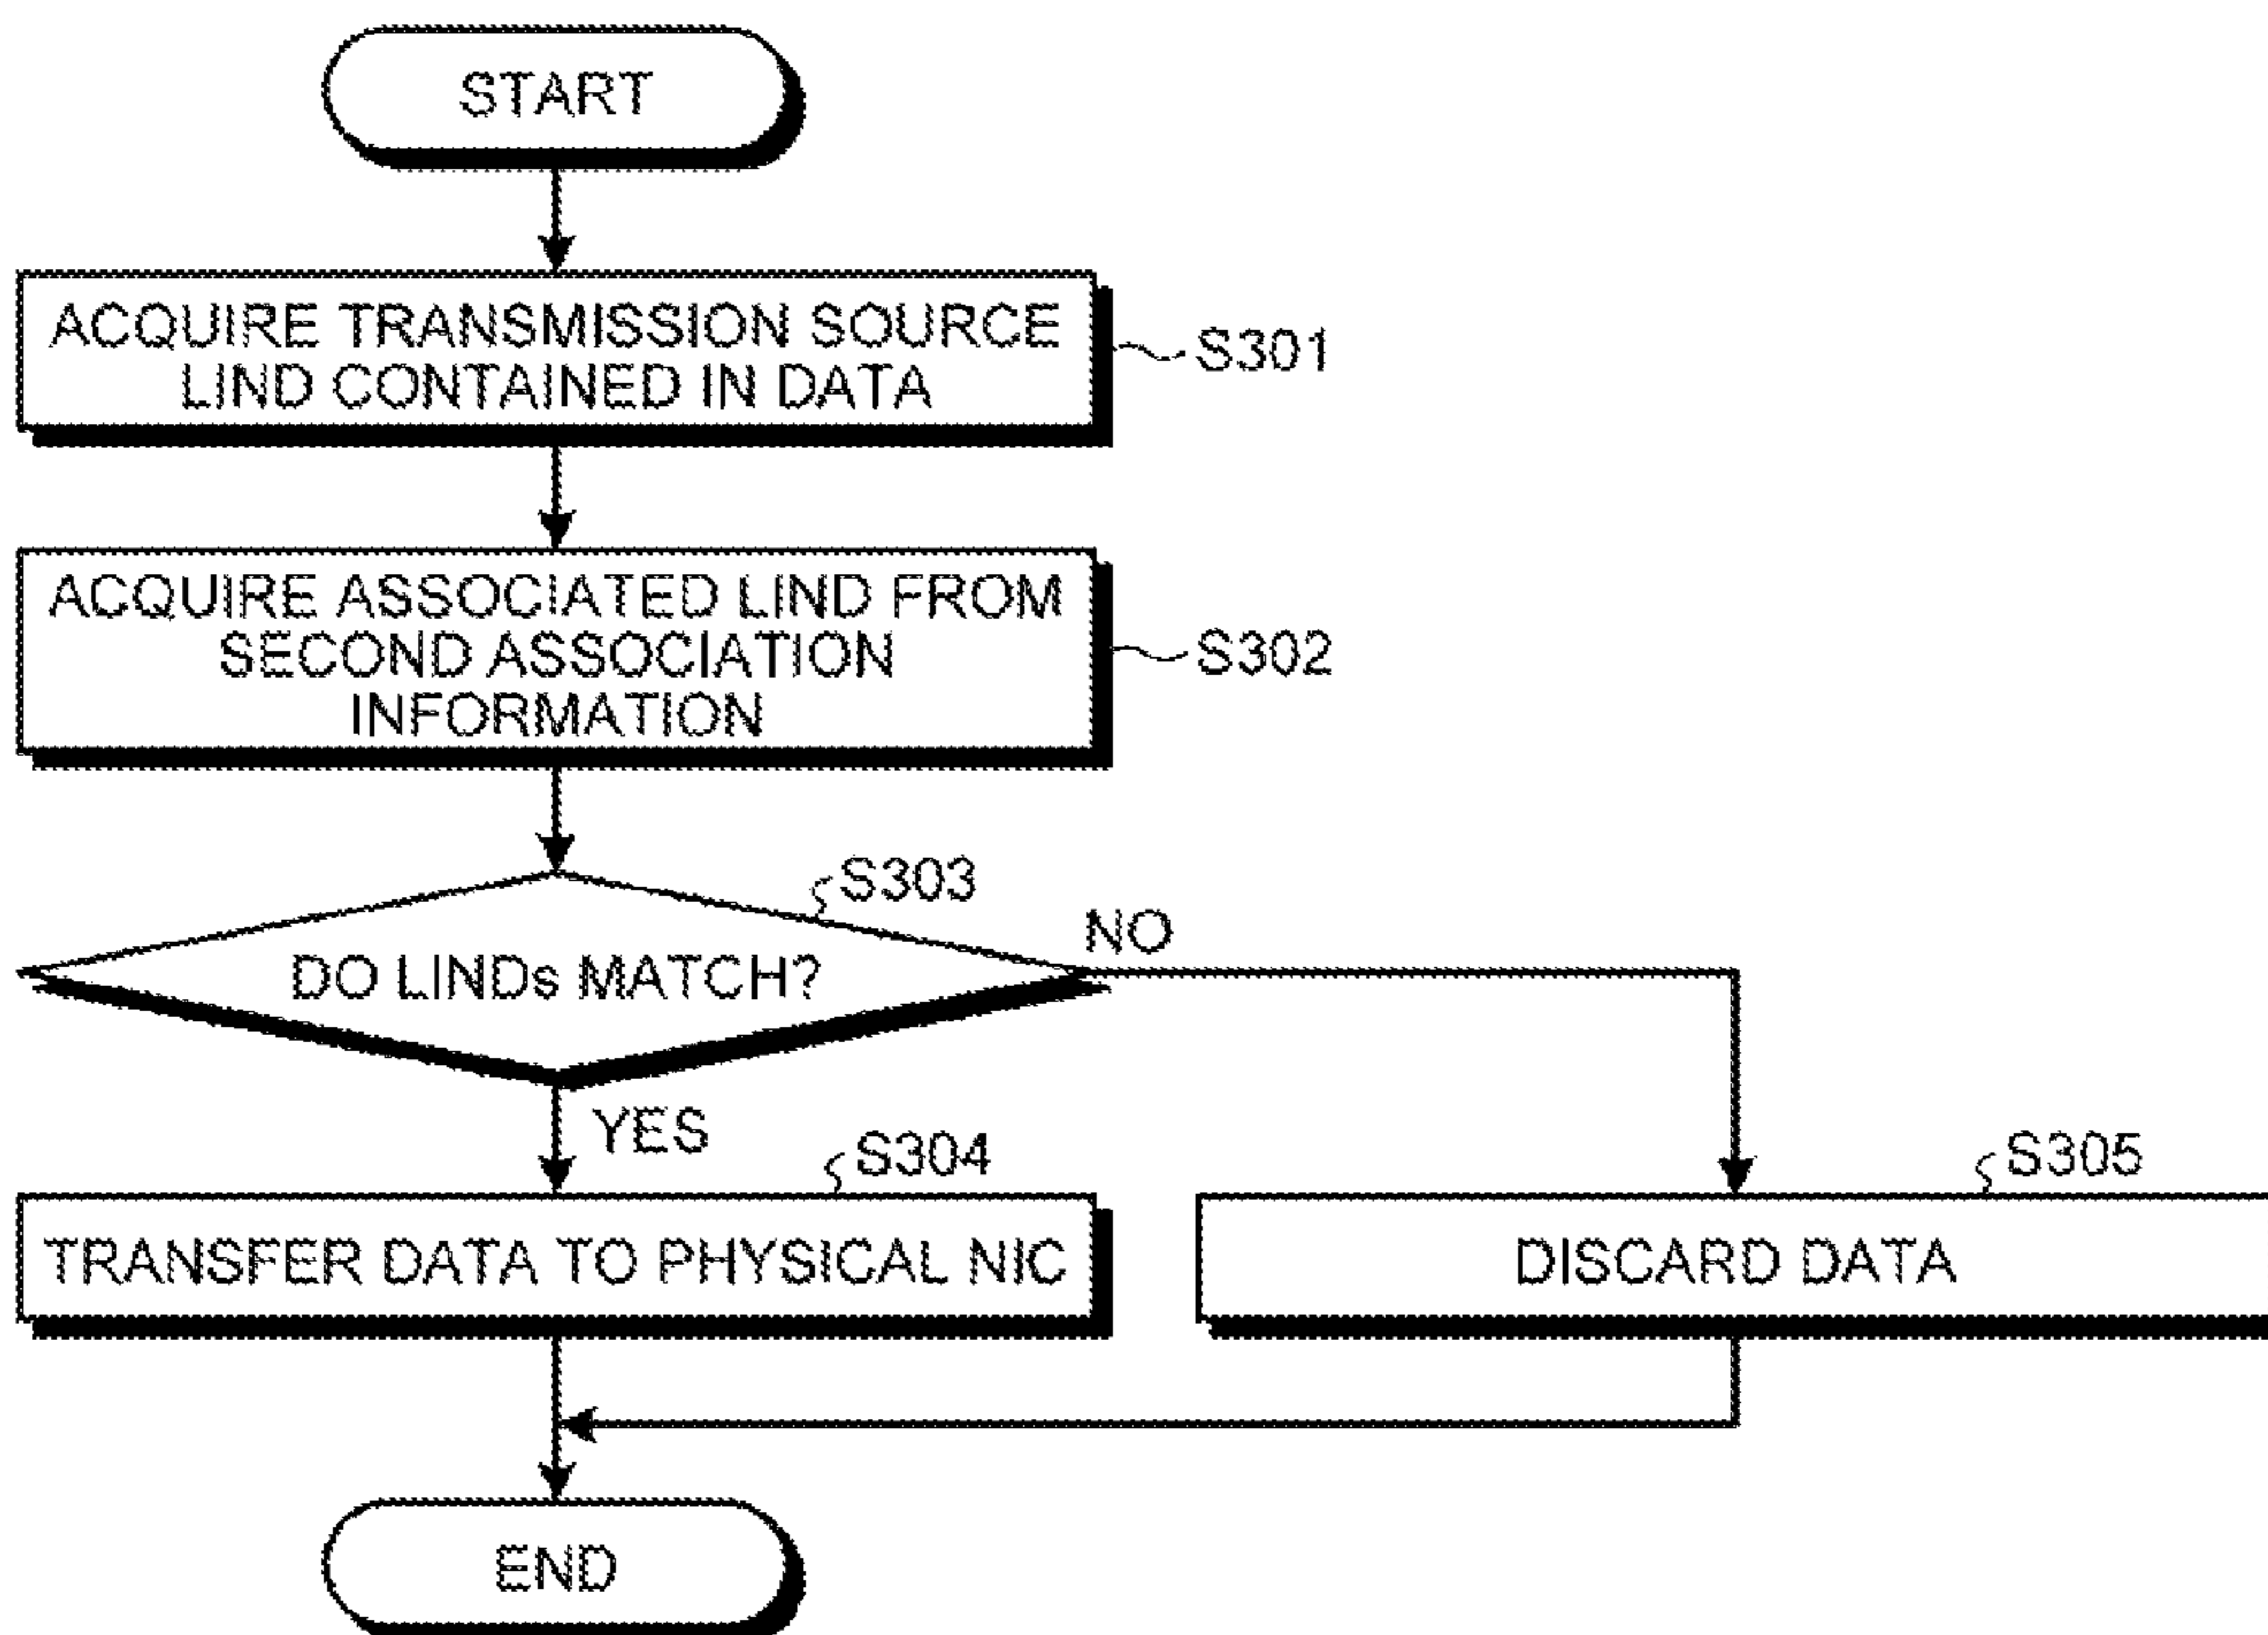 START
ACQUIRE TRANSMISSION SOURCE
LIND CONTAINED IN DATA
S301
ACQUIRE ASSOCIATED LIND FROM
SECOND ASSOCIATION
INFORMATION
S302
S303
DO LINDs MATCH?
NO
YES
S304
TRANSFER DATA TO PHYSICAL NIC
S305
DISCARD DATA
END